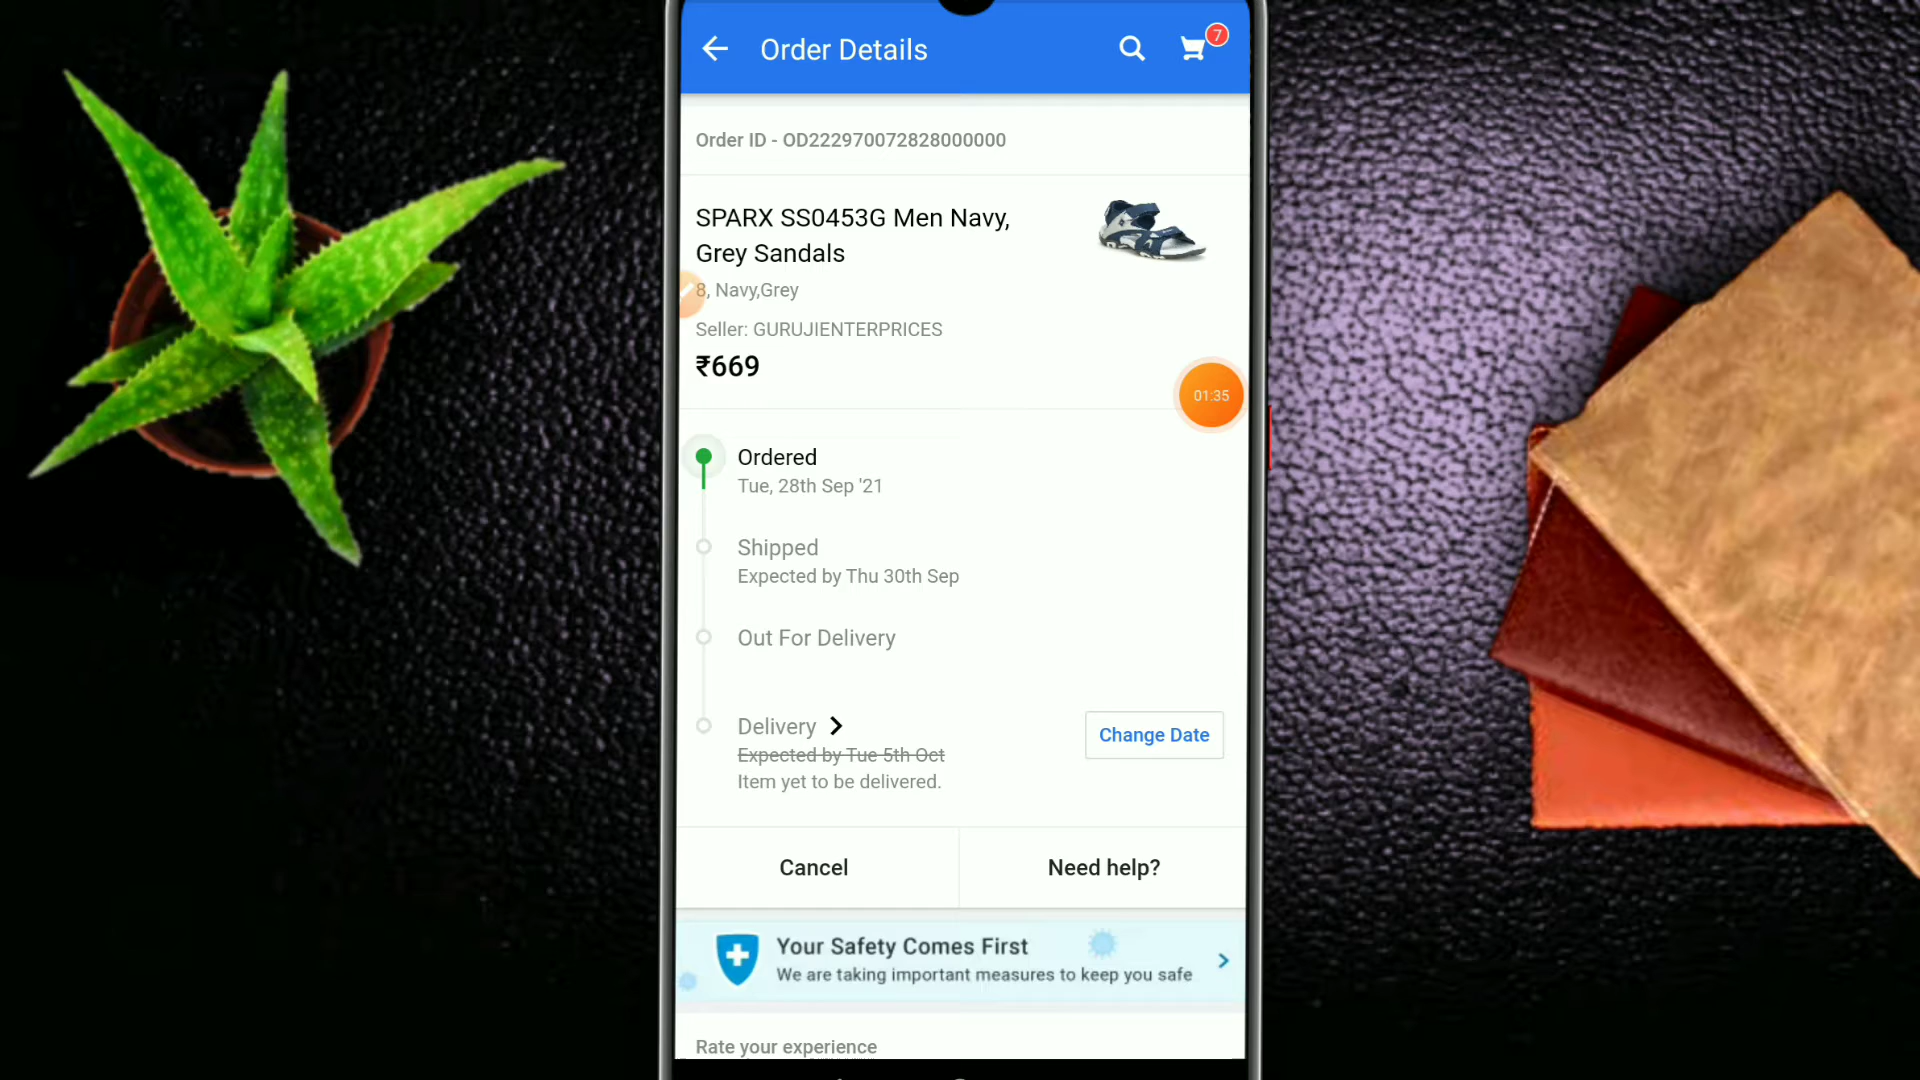 Order Details
7
Order ID - OD222970072828000000
SPARX SS0453G Men Navy,
Grey Sandals
8, Navy,Grey
Seller: GURUJIENTERPRICES
₹669
01:35
Ordered
Tue, 28th Sep '21
Shipped
Expected by Thu 30th Sep
Out For Delivery
Delivery
Expected by Tue 5th Oct
Item yet to be delivered.
Change Date
Cancel
Need help?
Your Safety Comes First
We are taking important measures to keep you safe
Rate your experience